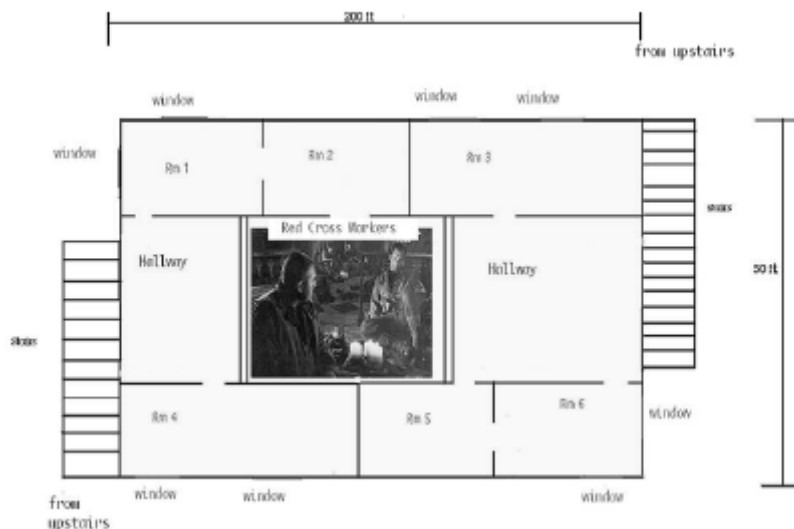 200 ft
from upstairs
window
window
window
window
Rm 1
Rm 2
Rm 3
stairs
Red Cross Workers
Hallway
Hallway
50 ft
Stairs
Rm 4
Rm 5
Rm 6
window
window
window
window
from
upstairs